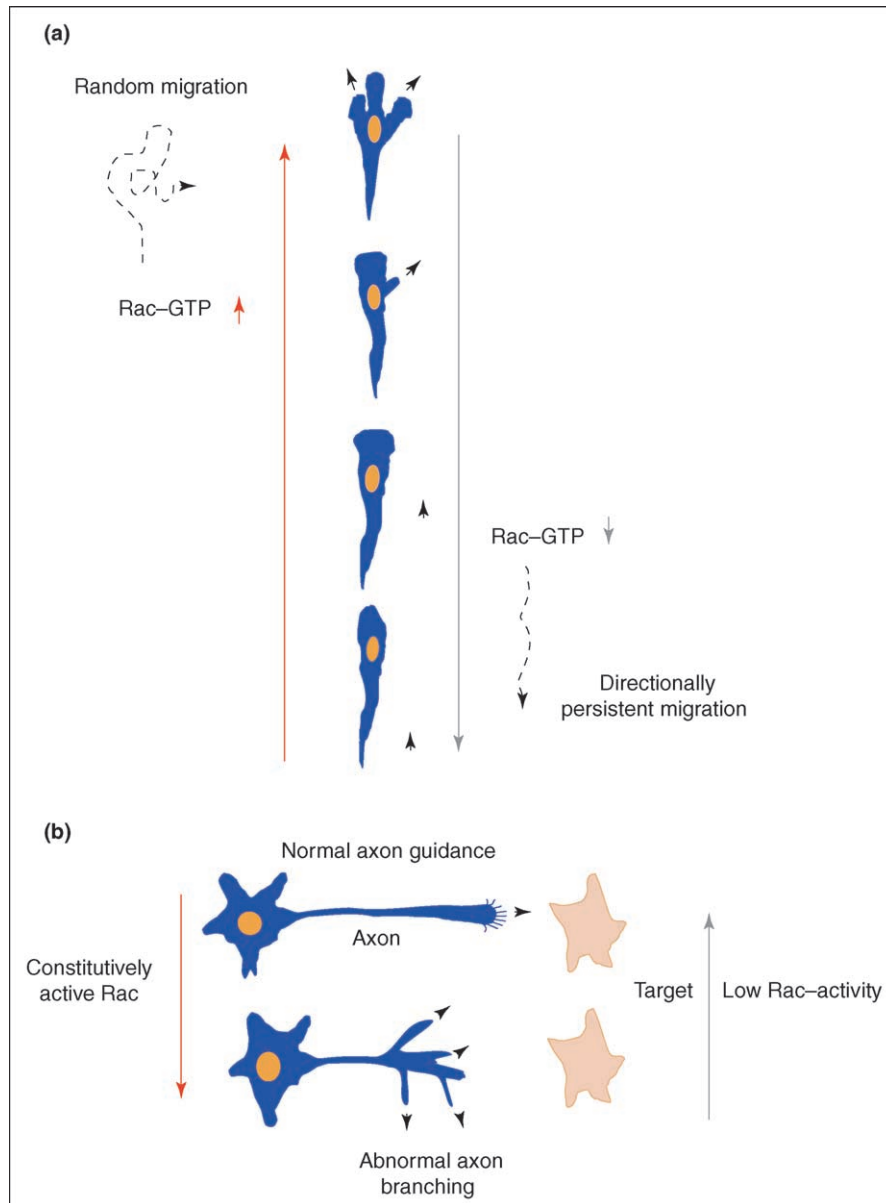 (a)
Random migration
Rac–GTP
Rac–GTP
Directionally
persistent migration
(b)
Normal axon guidance
Axon
Constitutively
active Rac
Target
Low Rac–activity
Abnormal axon
branching